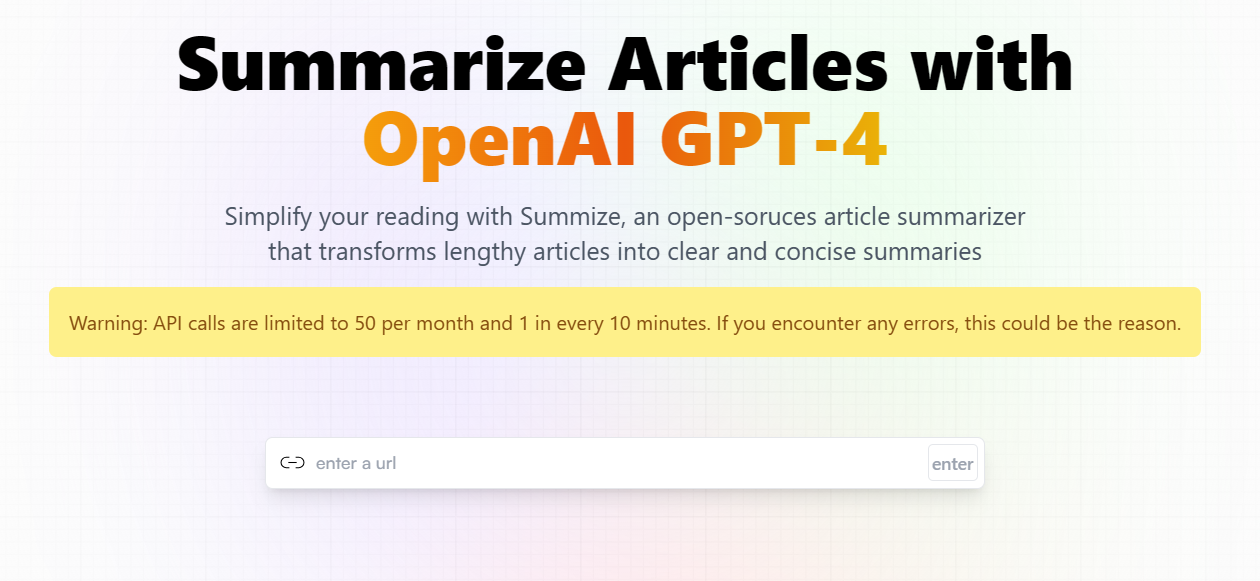 Summarize Articles with
OpenAI GPT-4
Simplify your reading with Summize, an open-soruces article summarizer
that transforms lengthy articles into clear and concise summaries
Warning: API calls are limited to 50 per month and 1 in every 10 minutes. If you encounter any errors, this could be the reason.
enter a url
enter